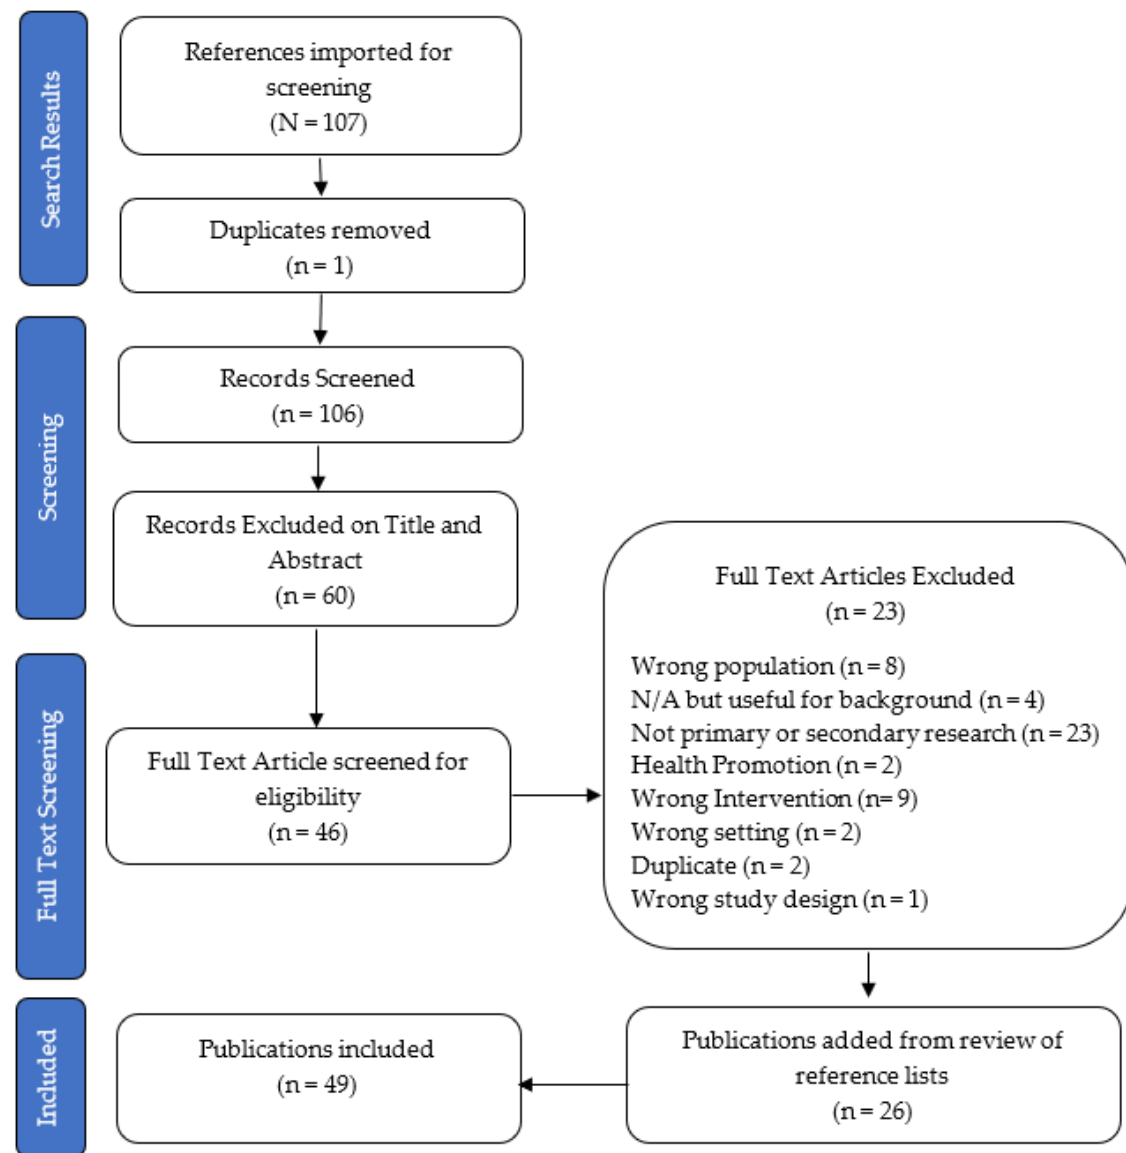 Search Results
References imported for
screening
(N = 107)
Duplicates removed
(n = 1)
Screening
Records Screened
(n = 106)
Records Excluded on Title and
Abstract
(n = 60)
Full Text Screening
Full Text Article screened for
eligibility
(n = 46)
Full Text Articles Excluded
(n = 23)
Wrong population (n = 8)
N/A but useful for background (n = 4)
Not primary or secondary research (n = 23)
Health Promotion (n = 2)
Wrong Intervention (n= 9)
Wrong setting (n = 2)
Duplicate (n = 2)
Wrong study design (n = 1)
Included
Publications included
(n = 49)
Publications added from review of
reference lists
(n = 26)